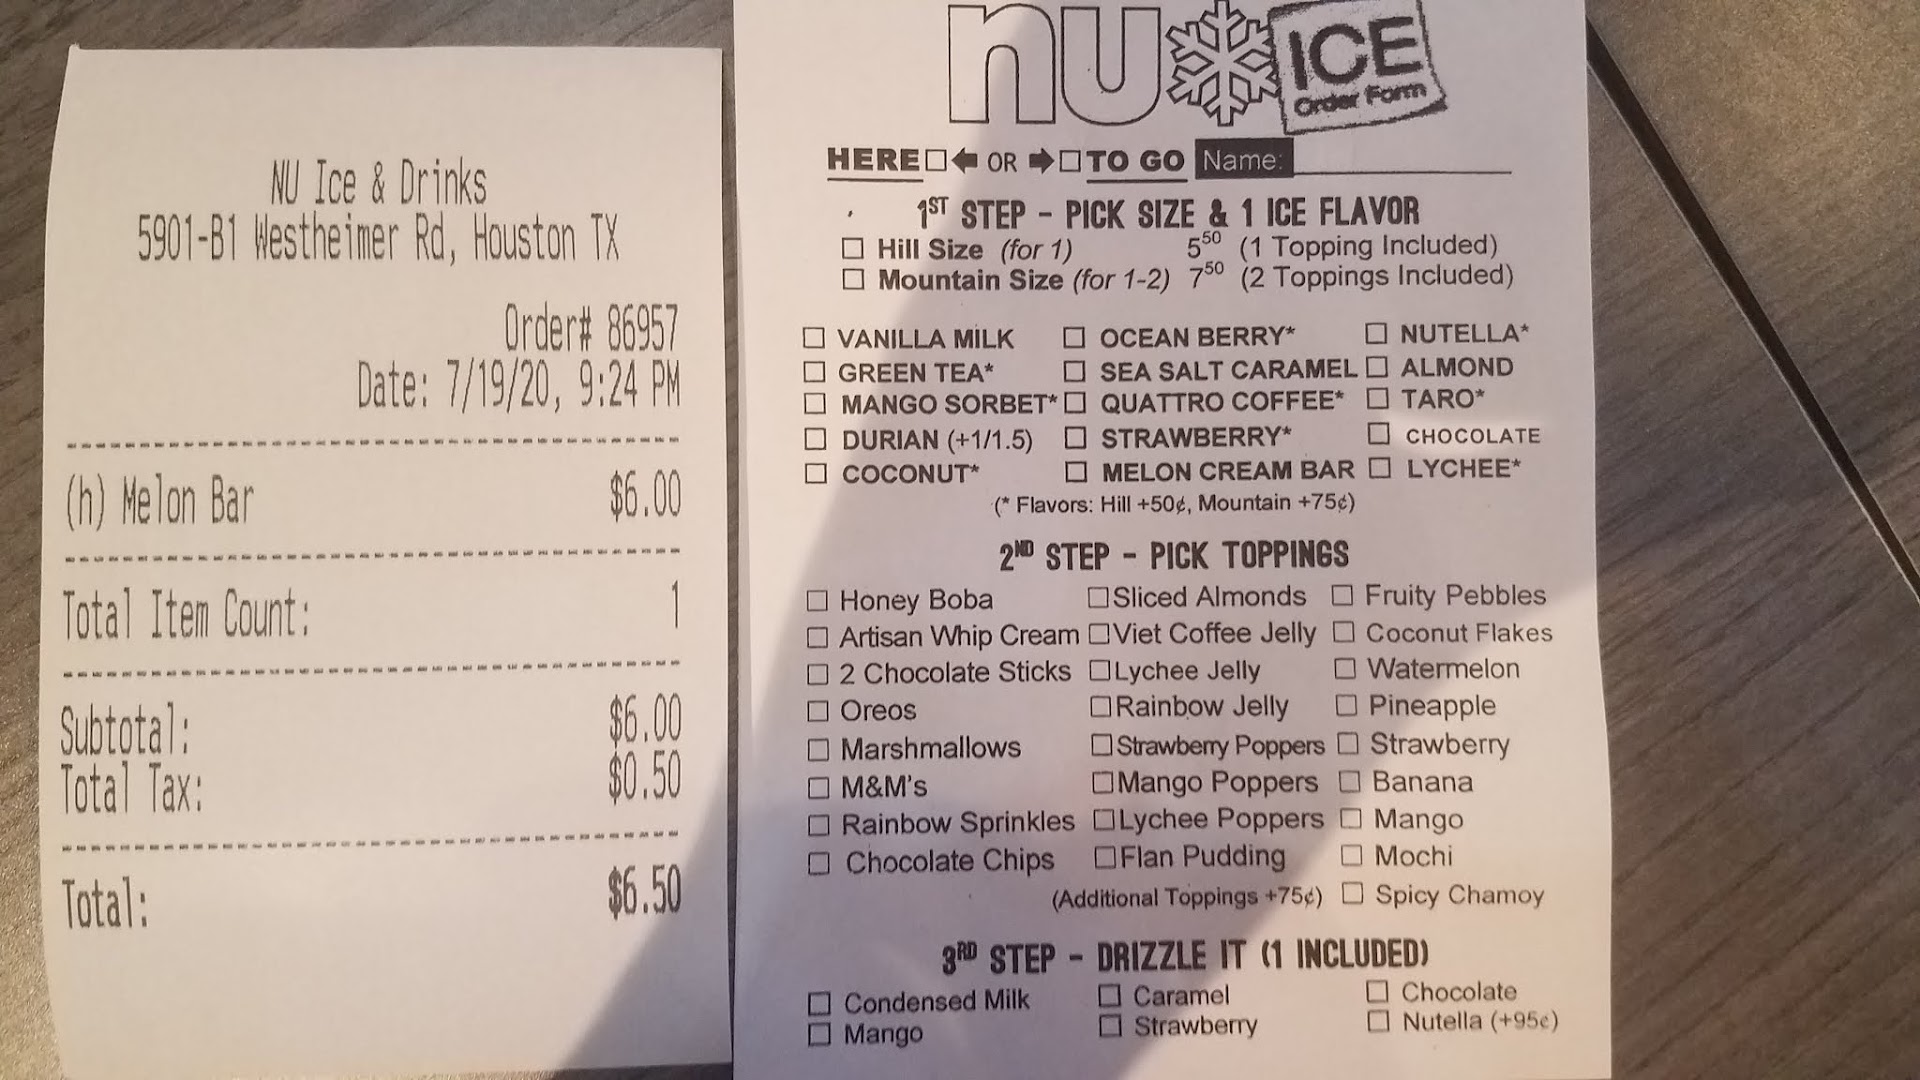 NU Ice & Drinks
5901-B1 Westheimer Rd, Houston TX
Order# 86957
Date: 7/19/20, 9:24 PM
(h) Melon Bar $6.00
Total Item Count: 1
Subtotal: $6.00
Total Tax: $0.50
Total: $6.50
nu ICE
Order Form
HERE OR TO GO Name:
1ST STEP - PICK SIZE & 1 ICE FLAVOR
Hill Size (for 1) 550 (1 Topping Included)
Mountain Size (for 1-2) 750 (2 Toppings Included)
VANILLA MILK OCEAN BERRY* NUTELLA*
GREEN TEA* SEA SALT CARAMEL ALMOND
MANGO SORBET* QUATTRO COFFEE* TARO*
DURIAN (+1/1.5) STRAWBERRY* CHOCOLATE
COCONUT* MELON CREAM BAR LYCHEE*
(* Flavors: Hill +50¢, Mountain +75¢)
2ND STEP - PICK TOPPINGS
Honey Boba Sliced Almonds Fruity Pebbles
Artisan Whip Cream Viet Coffee Jelly Coconut Flakes
2 Chocolate Sticks Lychee Jelly Watermelon
Oreos Rainbow Jelly Pineapple
Marshmallows Strawberry Poppers Strawberry
M&M's Mango Poppers Banana
Rainbow Sprinkles Lychee Poppers Mango
Chocolate Chips Flan Pudding Mochi
(Additional Toppings +75¢) Spicy Chamoy
3RD STEP - DRIZZLE IT (1 INCLUDED)
Condensed Milk Caramel Chocolate
Mango Strawberry Nutella (+95¢)